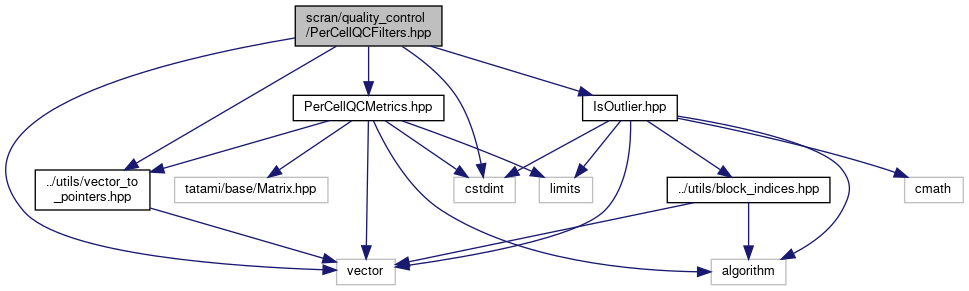 scran/quality_control
/PerCellQCFilters.hpp
PerCellQCMetrics.hpp
IsOutlier.hpp
../utils/vector_to
_pointers.hpp
tatami/base/Matrix.hpp
cstdint
limits
../utils/block_indices.hpp
cmath
vector
algorithm